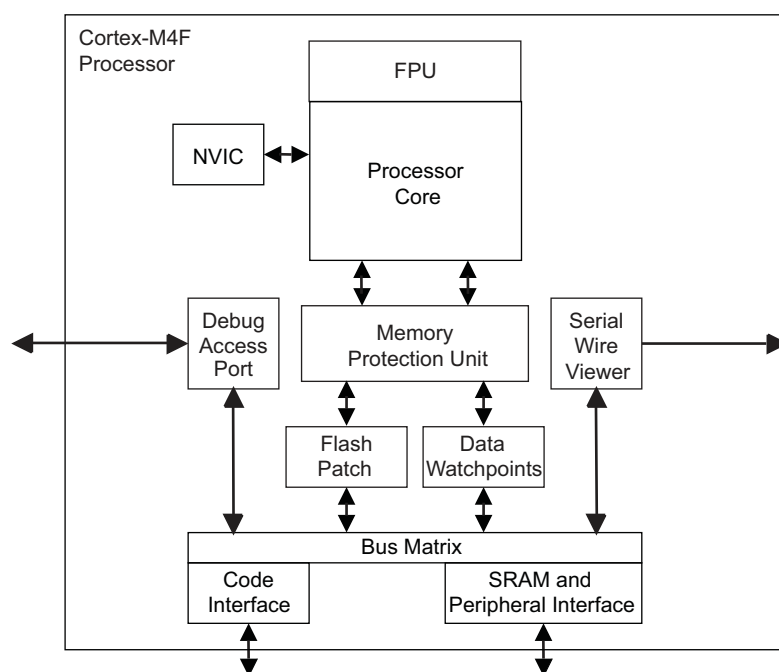 Cortex-M4F
Processor
FPU
NVIC
Processor
Core
Debug
Access
Port
Memory
Protection Unit
Serial
Wire
Viewer
Flash
Patch
Data
Watchpoints
Bus Matrix
Code
Interface
SRAM and
Peripheral Interface